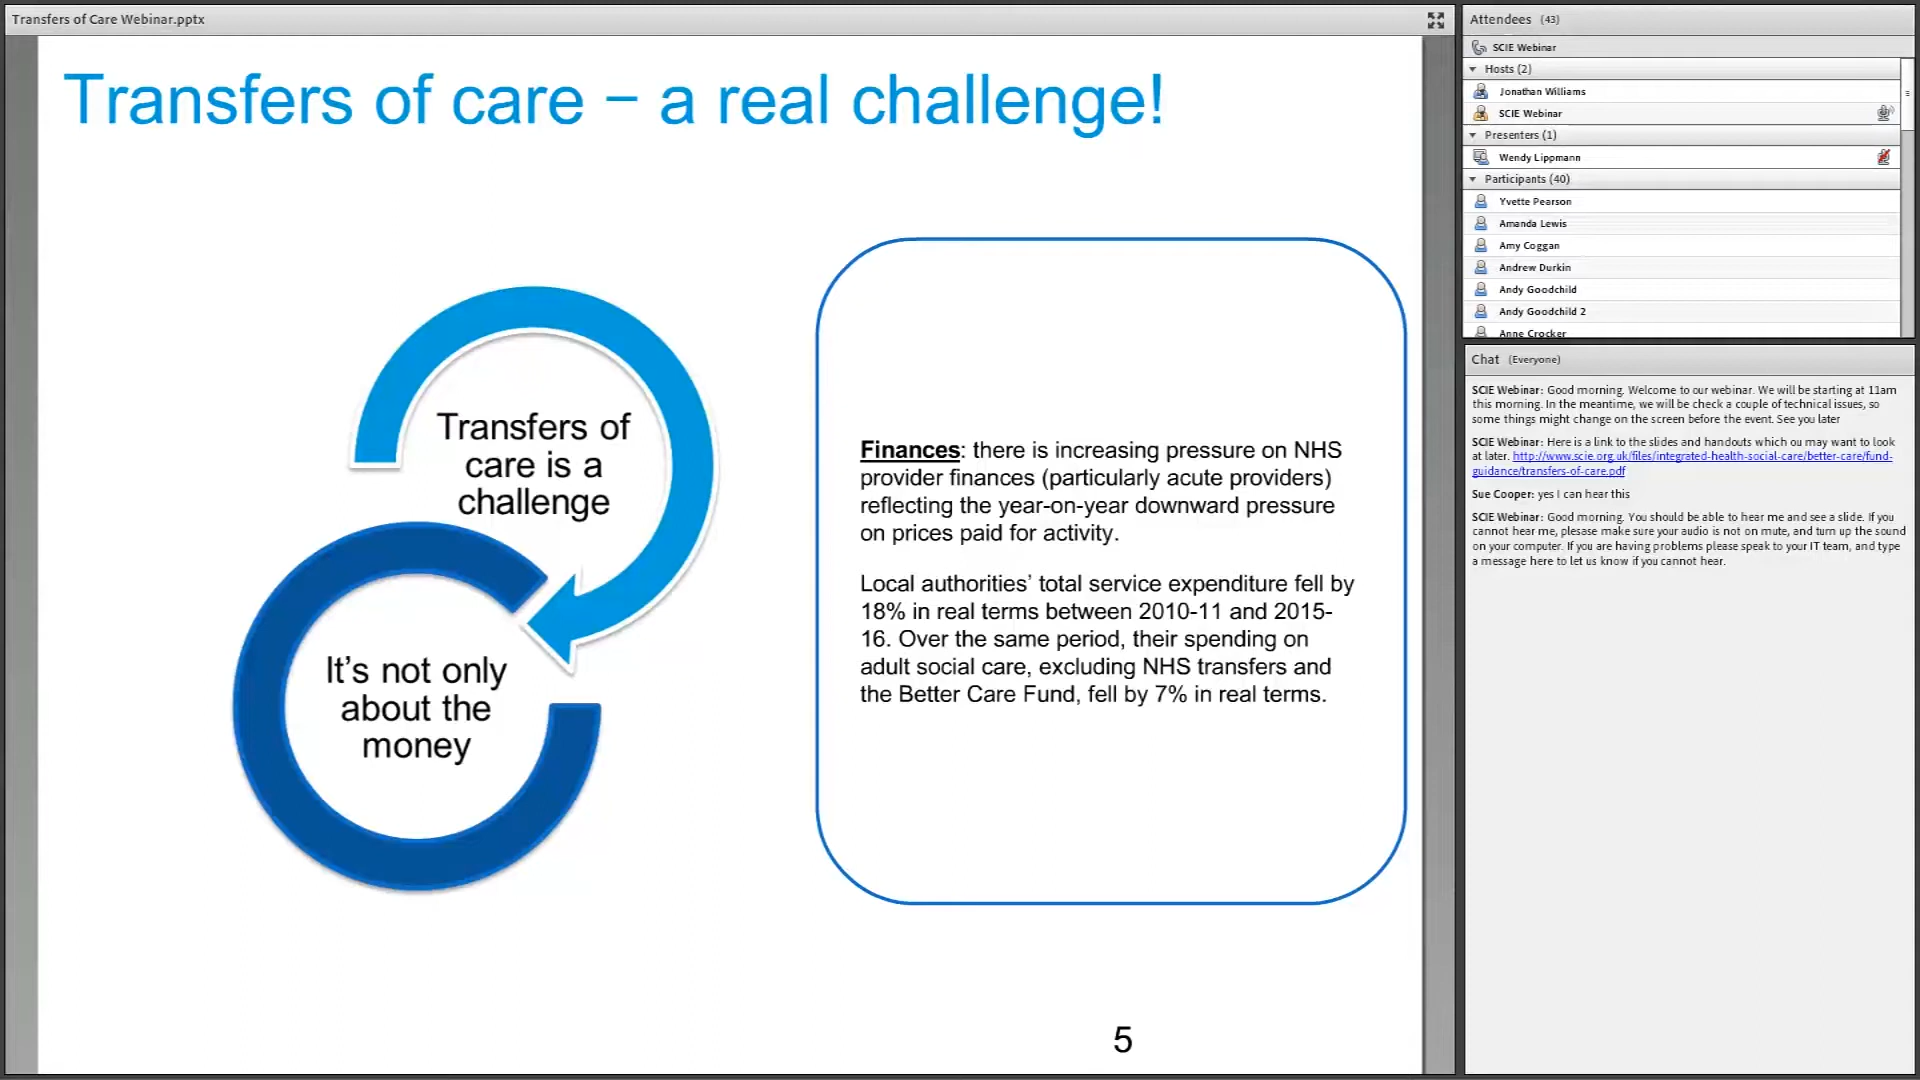 Transfers of Care Webinar.pptx
Transfers of care – a real challenge!
Transfers of
care is a
challenge
It’s not only
about the
money
Finances: there is increasing pressure on NHS
provider finances (particularly acute providers)
reflecting the year-on-year downward pressure
on prices paid for activity.
Local authorities’ total service expenditure fell by
18% in real terms between 2010-11 and 2015-
16. Over the same period, their spending on
adult social care, excluding NHS transfers and
the Better Care Fund, fell by 7% in real terms.
5
Attendees (43)
SCIE Webinar
Hosts (2)
Jonathan Williams
SCIE Webinar
Presenters (1)
Wendy Lippmann
Participants (40)
Yvette Pearson
Amanda Lewis
Amy Coggan
Andrew Durkin
Andy Goodchild
Andy Goodchild 2
Anne Crocker
Chat (Everyone)
SCIE Webinar: Good morning. Welcome to our webinar. We will be starting at 11am
this morning. In the meantime, we will be check a couple of technical issues, so
some things might change on the screen before the event. See you later
SCIE Webinar: Here is a link to the slides and handouts which ou may want to look
at later. http://www.scie.org.uk/files/integrated-health-social-care/better-care/fund-
guidance/transfers-of-care.pdf
Sue Cooper: yes I can hear this
SCIE Webinar: Good morning. You should be able to hear me and see a slide. If you
cannot hear me, pleasse make sure your audio is not on mute, and turn up the sound
on your computer. If you are having problems please speak to your IT team, and type
a message here to let us know if you cannot hear.